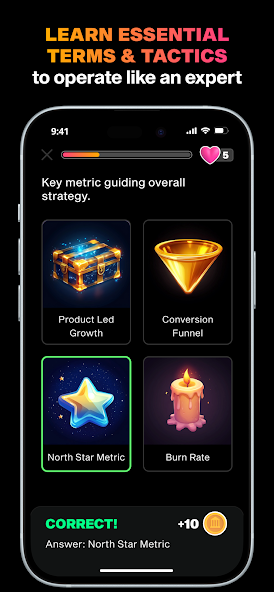 LEARN ESSENTIAL
TERMS & TACTICS
to operate like an expert
9:41
5
Key metric guiding overall
strategy.
Product Led
Growth
Conversion
Funnel
North Star Metric
Burn Rate
CORRECT!
+10
Answer: North Star Metric